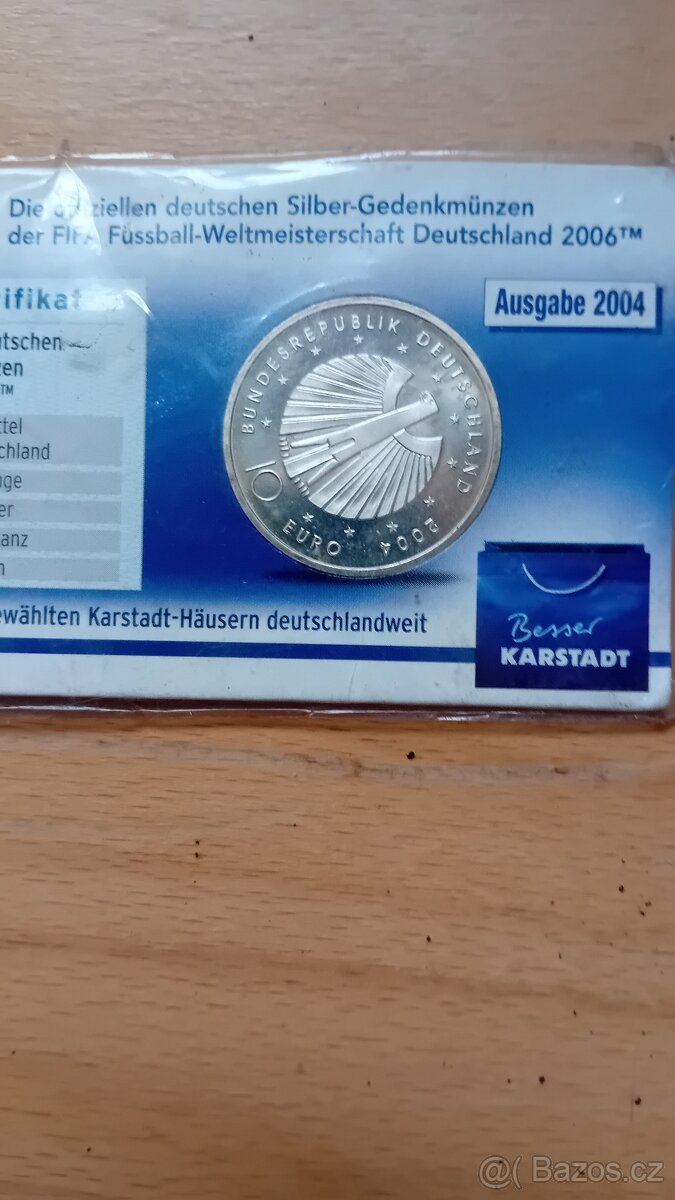 Die offiziellen deutschen Silber-Gedenkmünzen
der FIFA Fussball-Weltmeisterschaft Deutschland 2006™
ifikat
utschen
zen
™
ttel
chland
nge
er
anz
n
Ausgabe 2004
BUNDESREPUBLIK DEUTSCHLAND
10 EURO 2004
ewählten Karstadt-Häusern deutschlandweit
Besser
KARSTADT
@ Bazos.cz